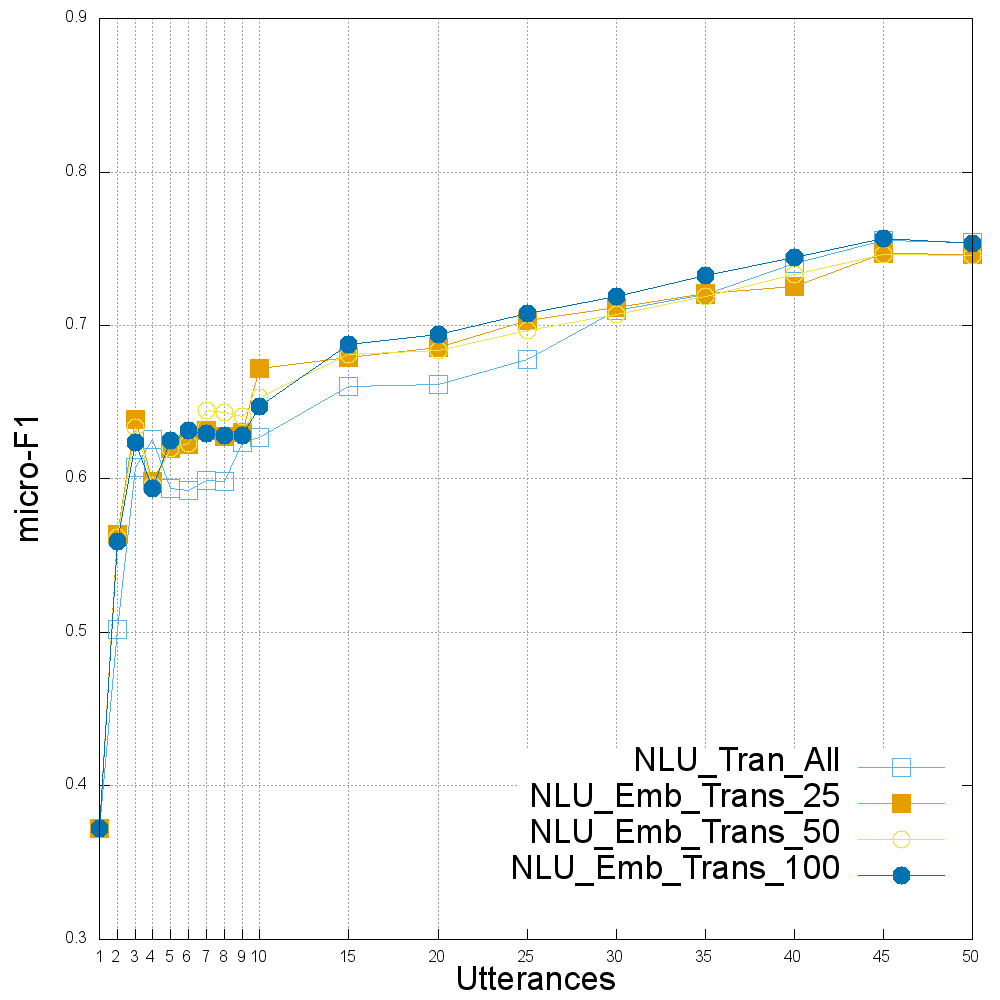 0.9
0.8
0.7
0.6
0.5
0.4
0.3
micro-F1
NLU_Tran_All
NLU_Emb_Trans_25
NLU_Emb_Trans_50
NLU_Emb_Trans_100
1 2 3 4 5 6 7 8 9 10 15 20 25 30 35 40 45 50
Utterances